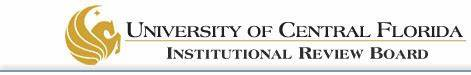 University of Central Florida
Institutional Review Board